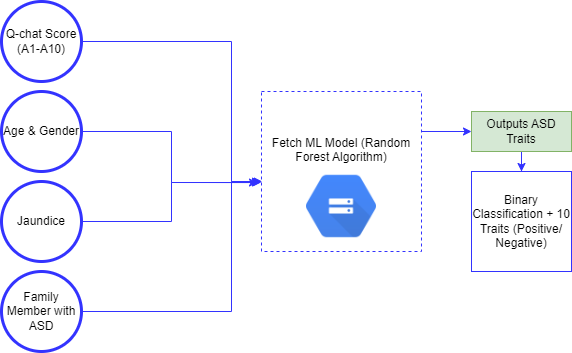 Q-chat Score
(A1-A10)
Age & Gender
Jaundice
Family
Member with
ASD
Fetch ML Model (Random
Forest Algorithm)
Outputs ASD
Traits
Binary
Classification + 10
Traits (Positive/
Negative)